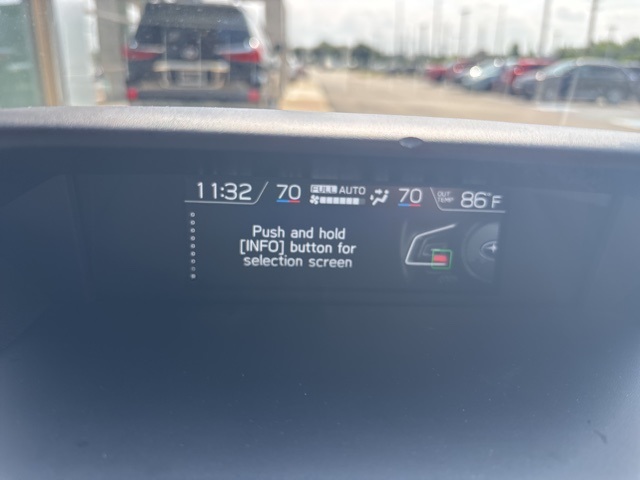 11:32 70 FULL AUTO 70 OUT TEMP 86°F
Push and hold
[INFO] button for
selection screen